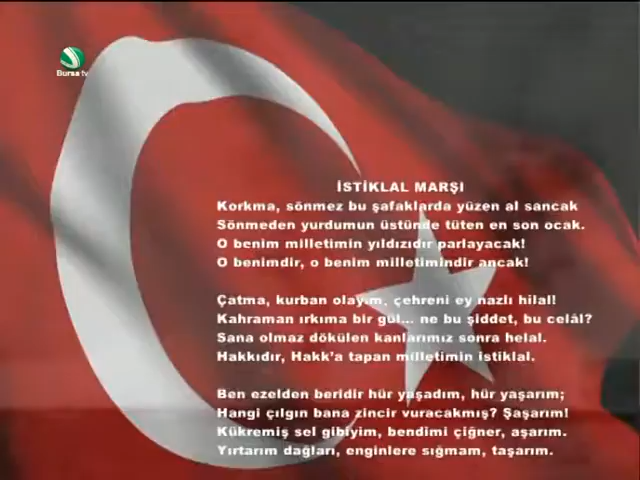 Bursa tv
İSTİKLAL MARŞI
Korkma, sönmez bu şafaklarda yüzen al sancak
Sönmeden yurdumun üstünde tüten en son ocak.
O benim milletimin yıldızıdır parlayacak!
O benimdir, o benim milletimindir ancak!
Çatma, kurban olayım, çehreni ey nazlı hilal!
Kahraman ırkıma bir gül... ne bu şiddet, bu celâl?
Sana olmaz dökülen kanlarımız sonra helal.
Hakkıdır, Hakk'a tapan milletimin istiklal.
Ben ezelden beridir hür yaşadım, hür yaşarım;
Hangi çılgın bana zincir vuracakmış? Şaşarım!
Kükremiş sel gibiyim, bendimi çiğner, aşarım.
Yırtarım dağları, enginlere sığmam, taşarım.